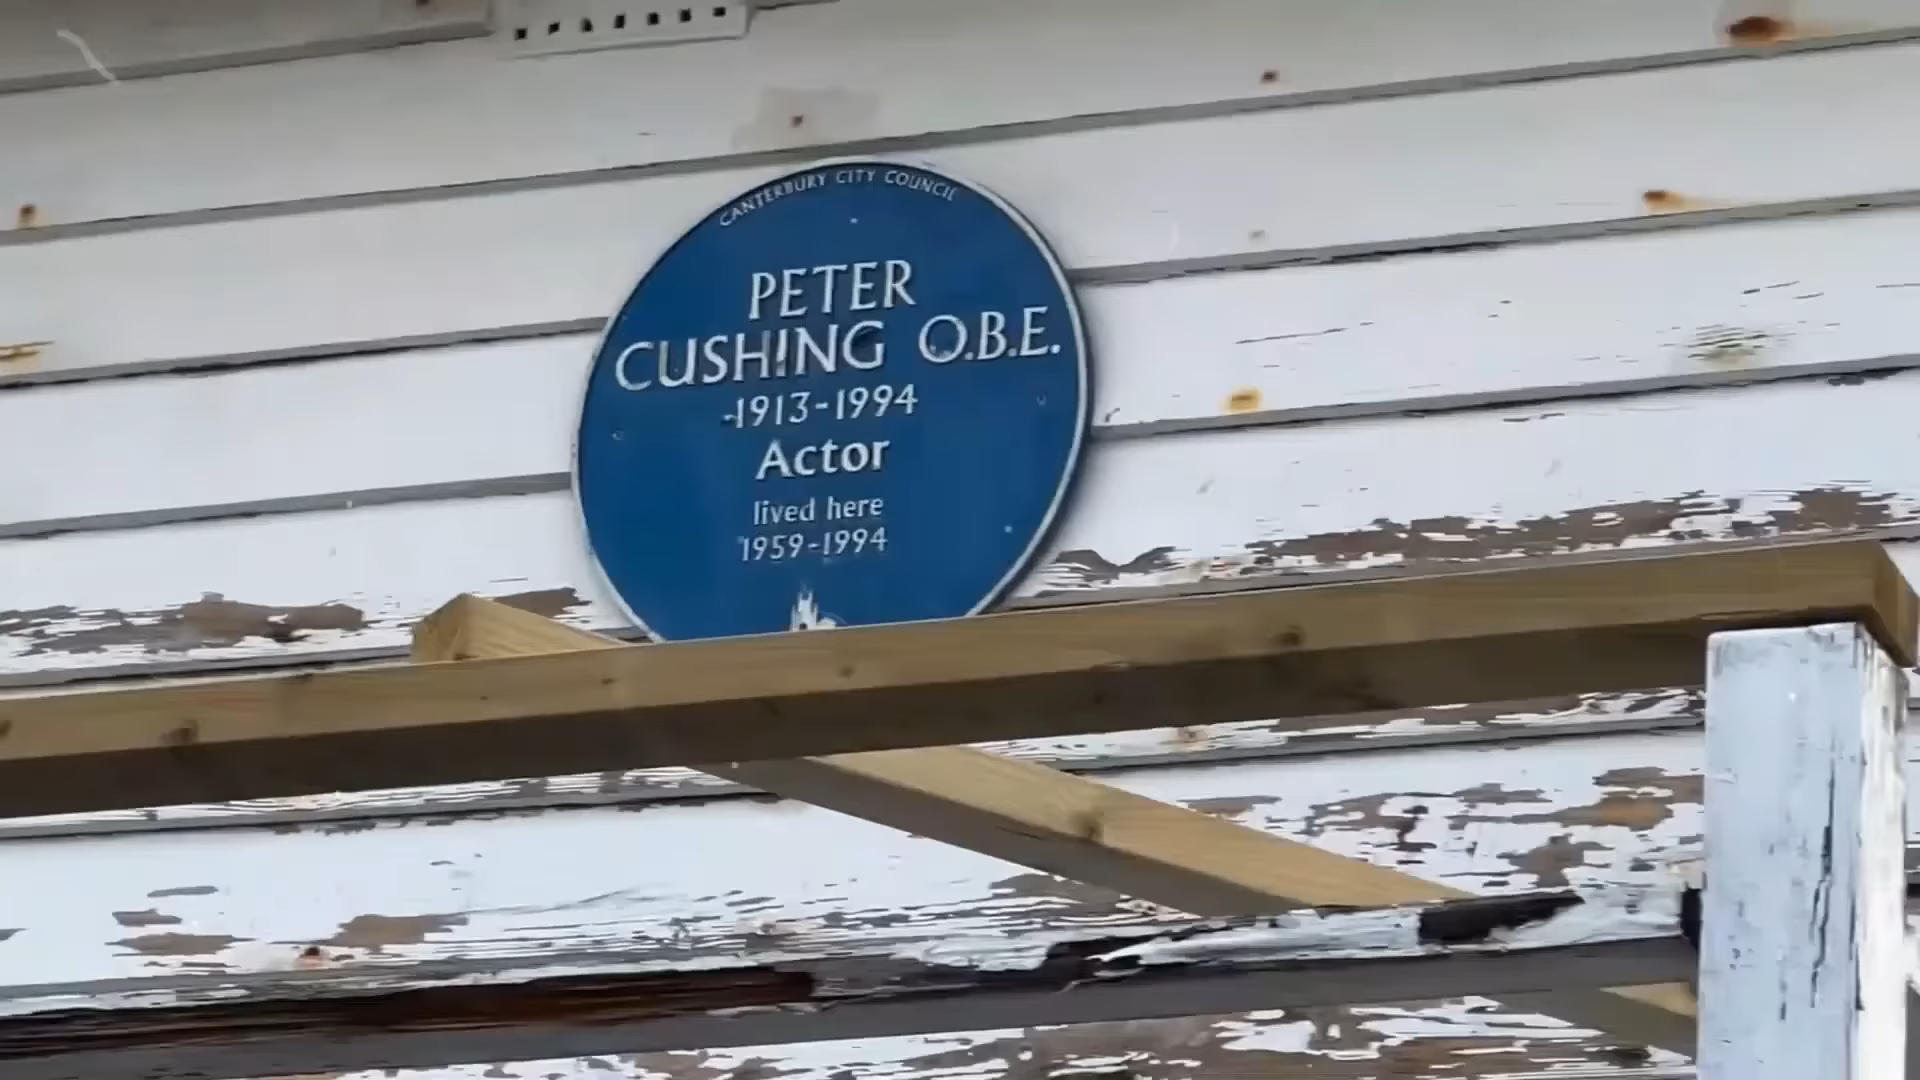 CANTERBURY CITY COUNCIL
PETER
CUSHING O.B.E.
1913-1994
Actor
lived here
1959-1994